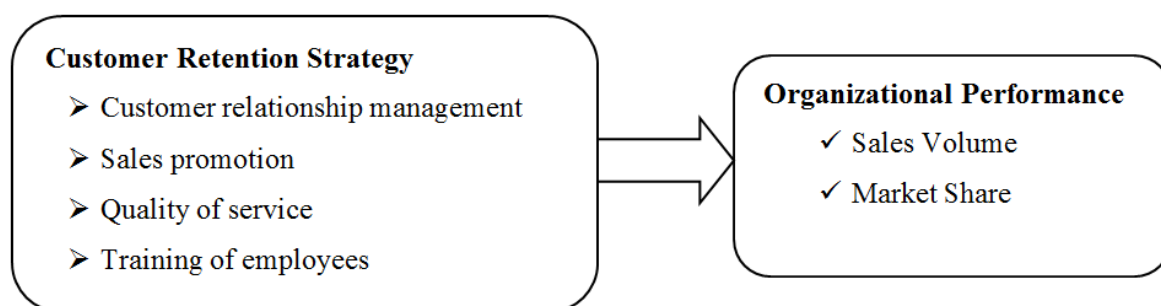 Customer Retention Strategy
➢ Customer relationship management
➢ Sales promotion
➢ Quality of service
➢ Training of employees
Organizational Performance
✓ Sales Volume
✓ Market Share